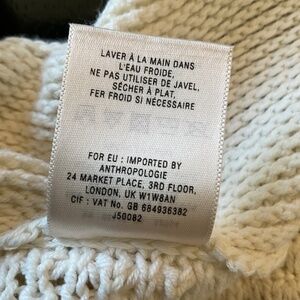 LAVER À LA MAIN DANS
L'EAU FROIDE,
NE PAS UTILISER DE JAVEL,
SÉCHER À PLAT,
FER FROID SI NÉCESSAIRE
FOR EU : IMPORTED BY
ANTHROPOLOGIE
24 MARKET PLACE, 3RD FLOOR,
LONDON, UK W1W8AN
CIF : VAT No. GB 684936382
J50082